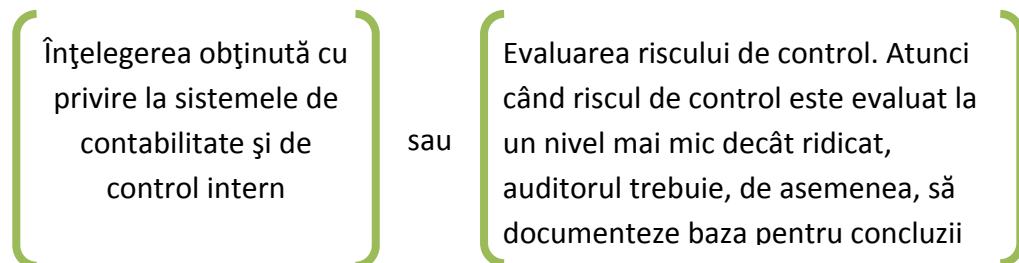 Înţelegerea obţinută cu
privire la sistemele de
contabilitate şi de
control intern
sau
Evaluarea riscului de control. Atunci
când riscul de control este evaluat la
un nivel mai mic decât ridicat,
auditorul trebuie, de asemenea, să
documenteze baza pentru concluzii